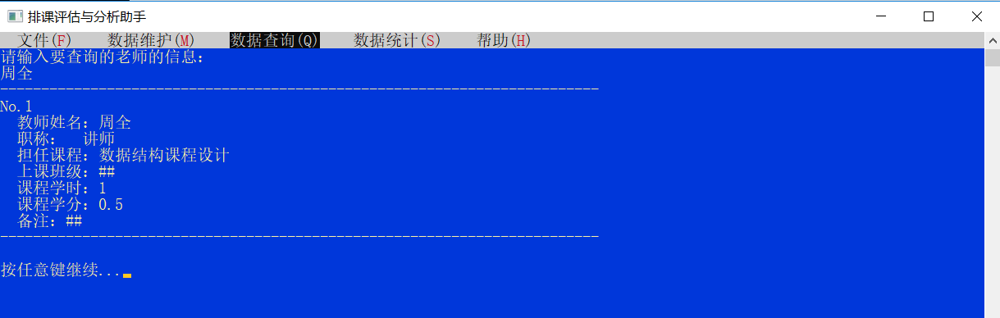 排课评估与分析助手
文件(F) 数据维护(M) 数据查询(Q) 数据统计(S) 帮助(H)
请输入要查询的老师的信息:
周全
-------------------------------------------------------------------------
No.1
教师姓名: 周全
职称: 讲师
担任课程: 数据结构课程设计
上课班级: ##
课程学时: 1
课程学分: 0.5
备注: ##
-------------------------------------------------------------------------
按任意键继续...